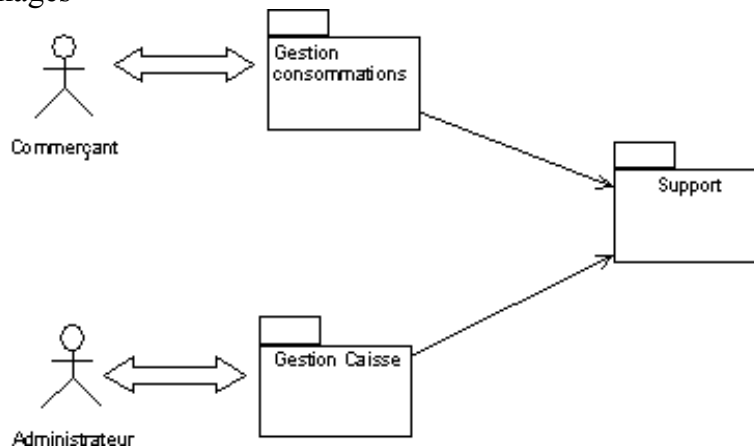 Gestion
consommations
Commerçant
Support
Gestion Caisse
Administrateur